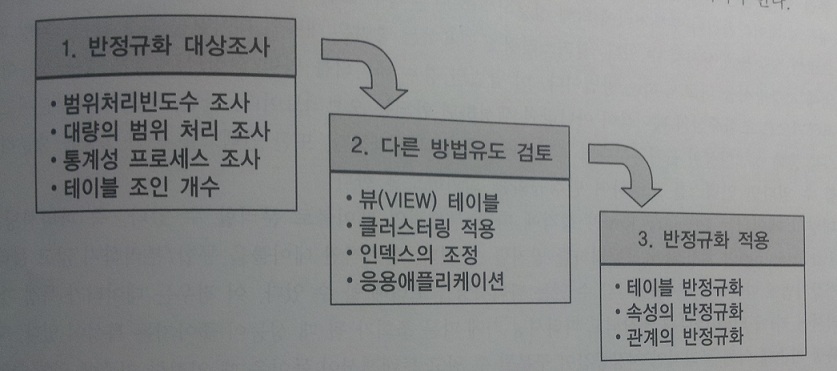 1. 반정규화 대상조사
• 범위처리빈도수 조사
• 대량의 범위 처리 조사
• 통계성 프로세스 조사
• 테이블 조인 개수
2. 다른 방법유도 검토
• 뷰(VIEW) 테이블
• 클러스터링 적용
• 인덱스의 조정
• 응용애플리케이션
3. 반정규화 적용
• 테이블 반정규화
• 속성의 반정규화
• 관계의 반정규화